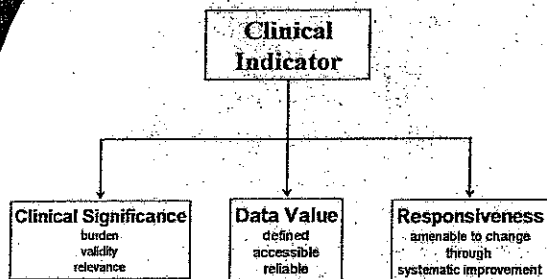 Clinical
Indicator
Clinical Significance
burden
validity
relevance
Data Value
defined
accessible
reliable
Responsiveness
amenable to change
through
systematic improvement